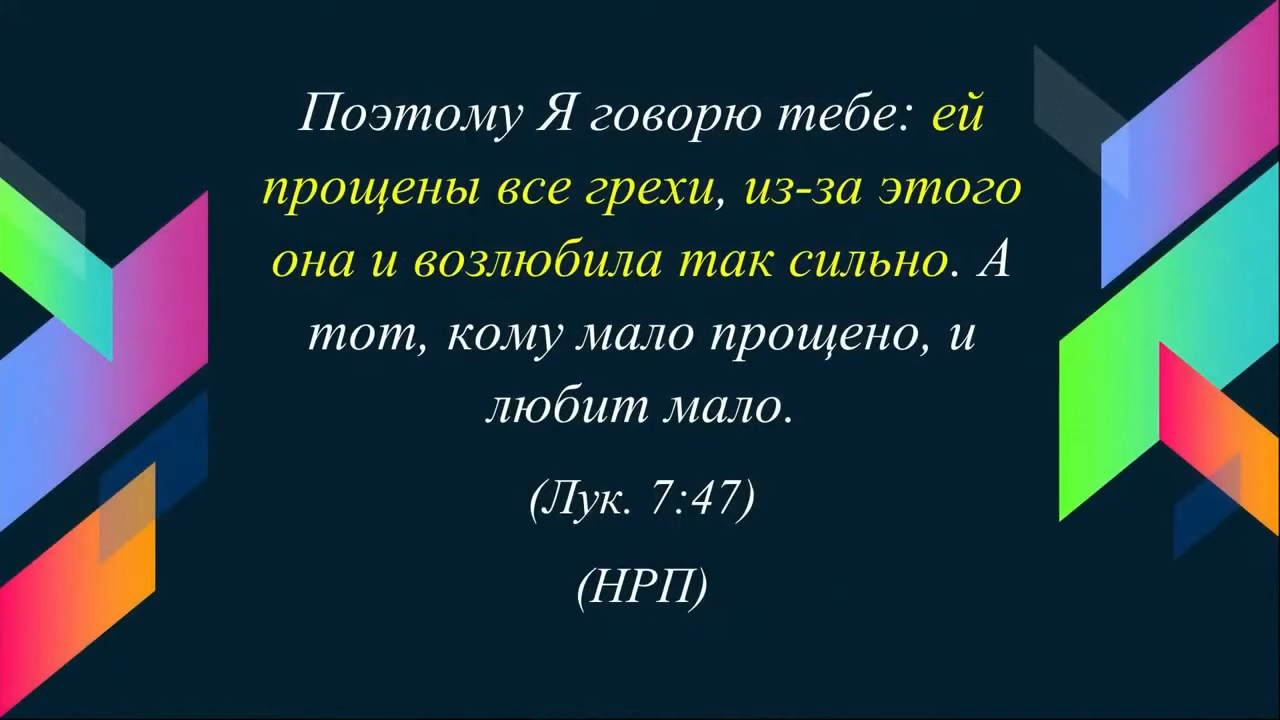 Поэтому Я говорю тебе: ей
прощены все грехи, из-за этого
она и возлюбила так сильно. А
тот, кому мало прощено, и
любит мало.
(Лук. 7:47)
(НРП)